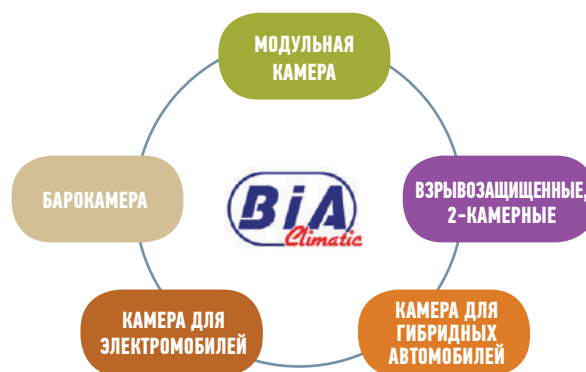 МОДУЛЬНАЯ
КАМЕРА
БАРОКАМЕРА
BiA
Climatic
ВЗРЫВОЗАЩИЩЕННЫЕ,
2-КАМЕРНЫЕ
КАМЕРА ДЛЯ
ЭЛЕКТРОМОБИЛЕЙ
КАМЕРА ДЛЯ
ГИБРИДНЫХ
АВТОМОБИЛЕЙ